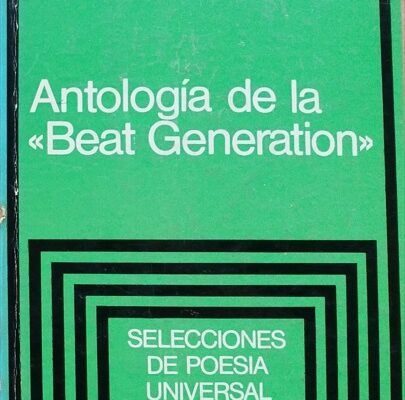 Antología de la
«Beat Generation»
SELECCIONES
DE POESIA
UNIVERSAL